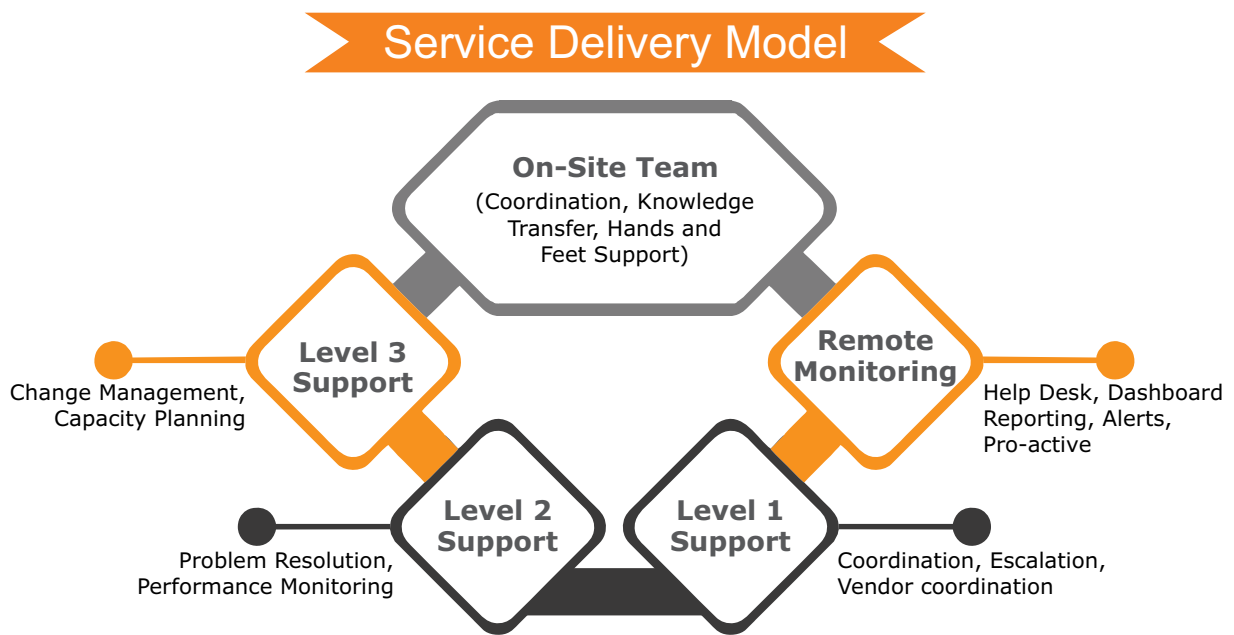 Service Delivery Model
On-Site Team
(Coordination, Knowledge
Transfer, Hands and
Feet Support)
Level 3
Support
Change Management,
Capacity Planning
Remote
Monitoring
Help Desk, Dashboard
Reporting, Alerts,
Pro-active
Level 2
Support
Problem Resolution,
Performance Monitoring
Level 1
Support
Coordination, Escalation,
Vendor coordination